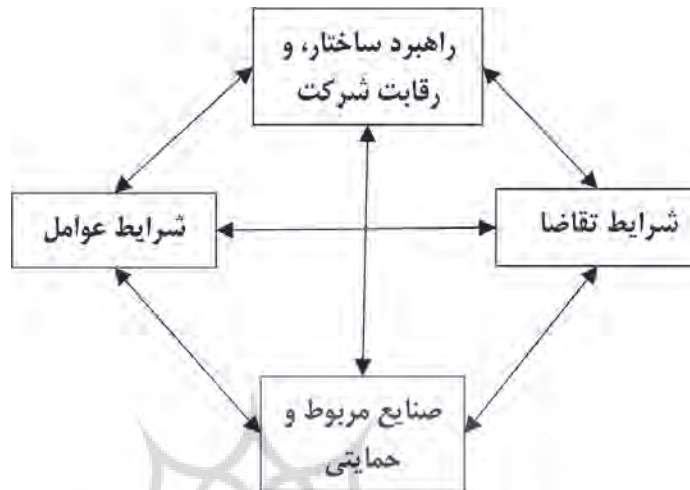 راهبرد ساختار، و
رقابت شرکت
شرایط تقاضا
شرایط عوامل
صنایع مربوط و
حمایتی